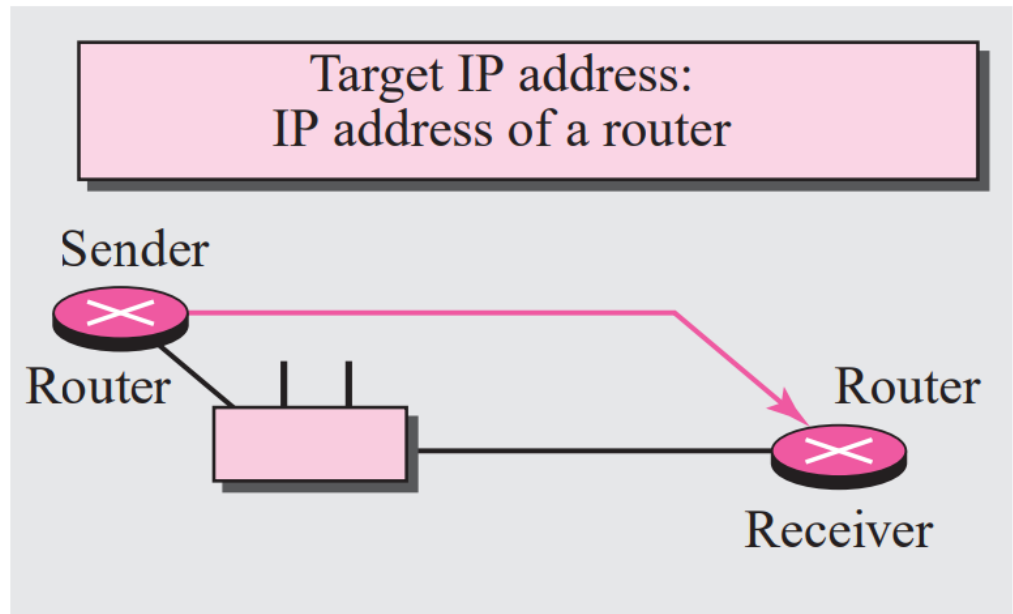 Target IP address:
IP address of a router
Sender
Router
Router
Receiver